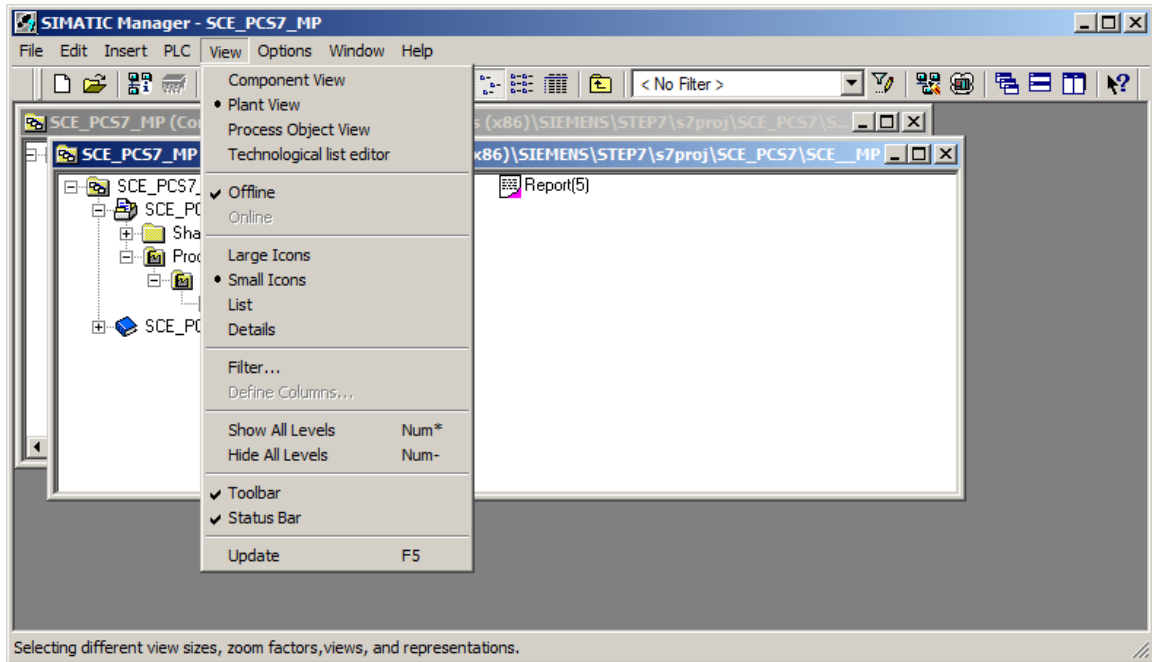 SIMATIC Manager - SCE_PCS7_MP
File Edit Insert PLC View Options Window Help
< No Filter >
SCE_PCS7_MP (Co
s (x86)\SIEMENS\STEP7\s7proj\SCE_PCS7\S...
SCE_PCS7_MP
x86)\SIEMENS\STEP7\s7proj\SCE_PCS7\SCE__MP
SCE_PCS7_
SCE_PC
Sha
Proc
SCE_PC
Report(5)
Component View
Plant View
Process Object View
Technological list editor
Offline
Online
Large Icons
Small Icons
List
Details
Filter...
Define Columns...
Show All Levels Num*
Hide All Levels Num-
Toolbar
Status Bar
Update F5
Selecting different view sizes, zoom factors,views, and representations.